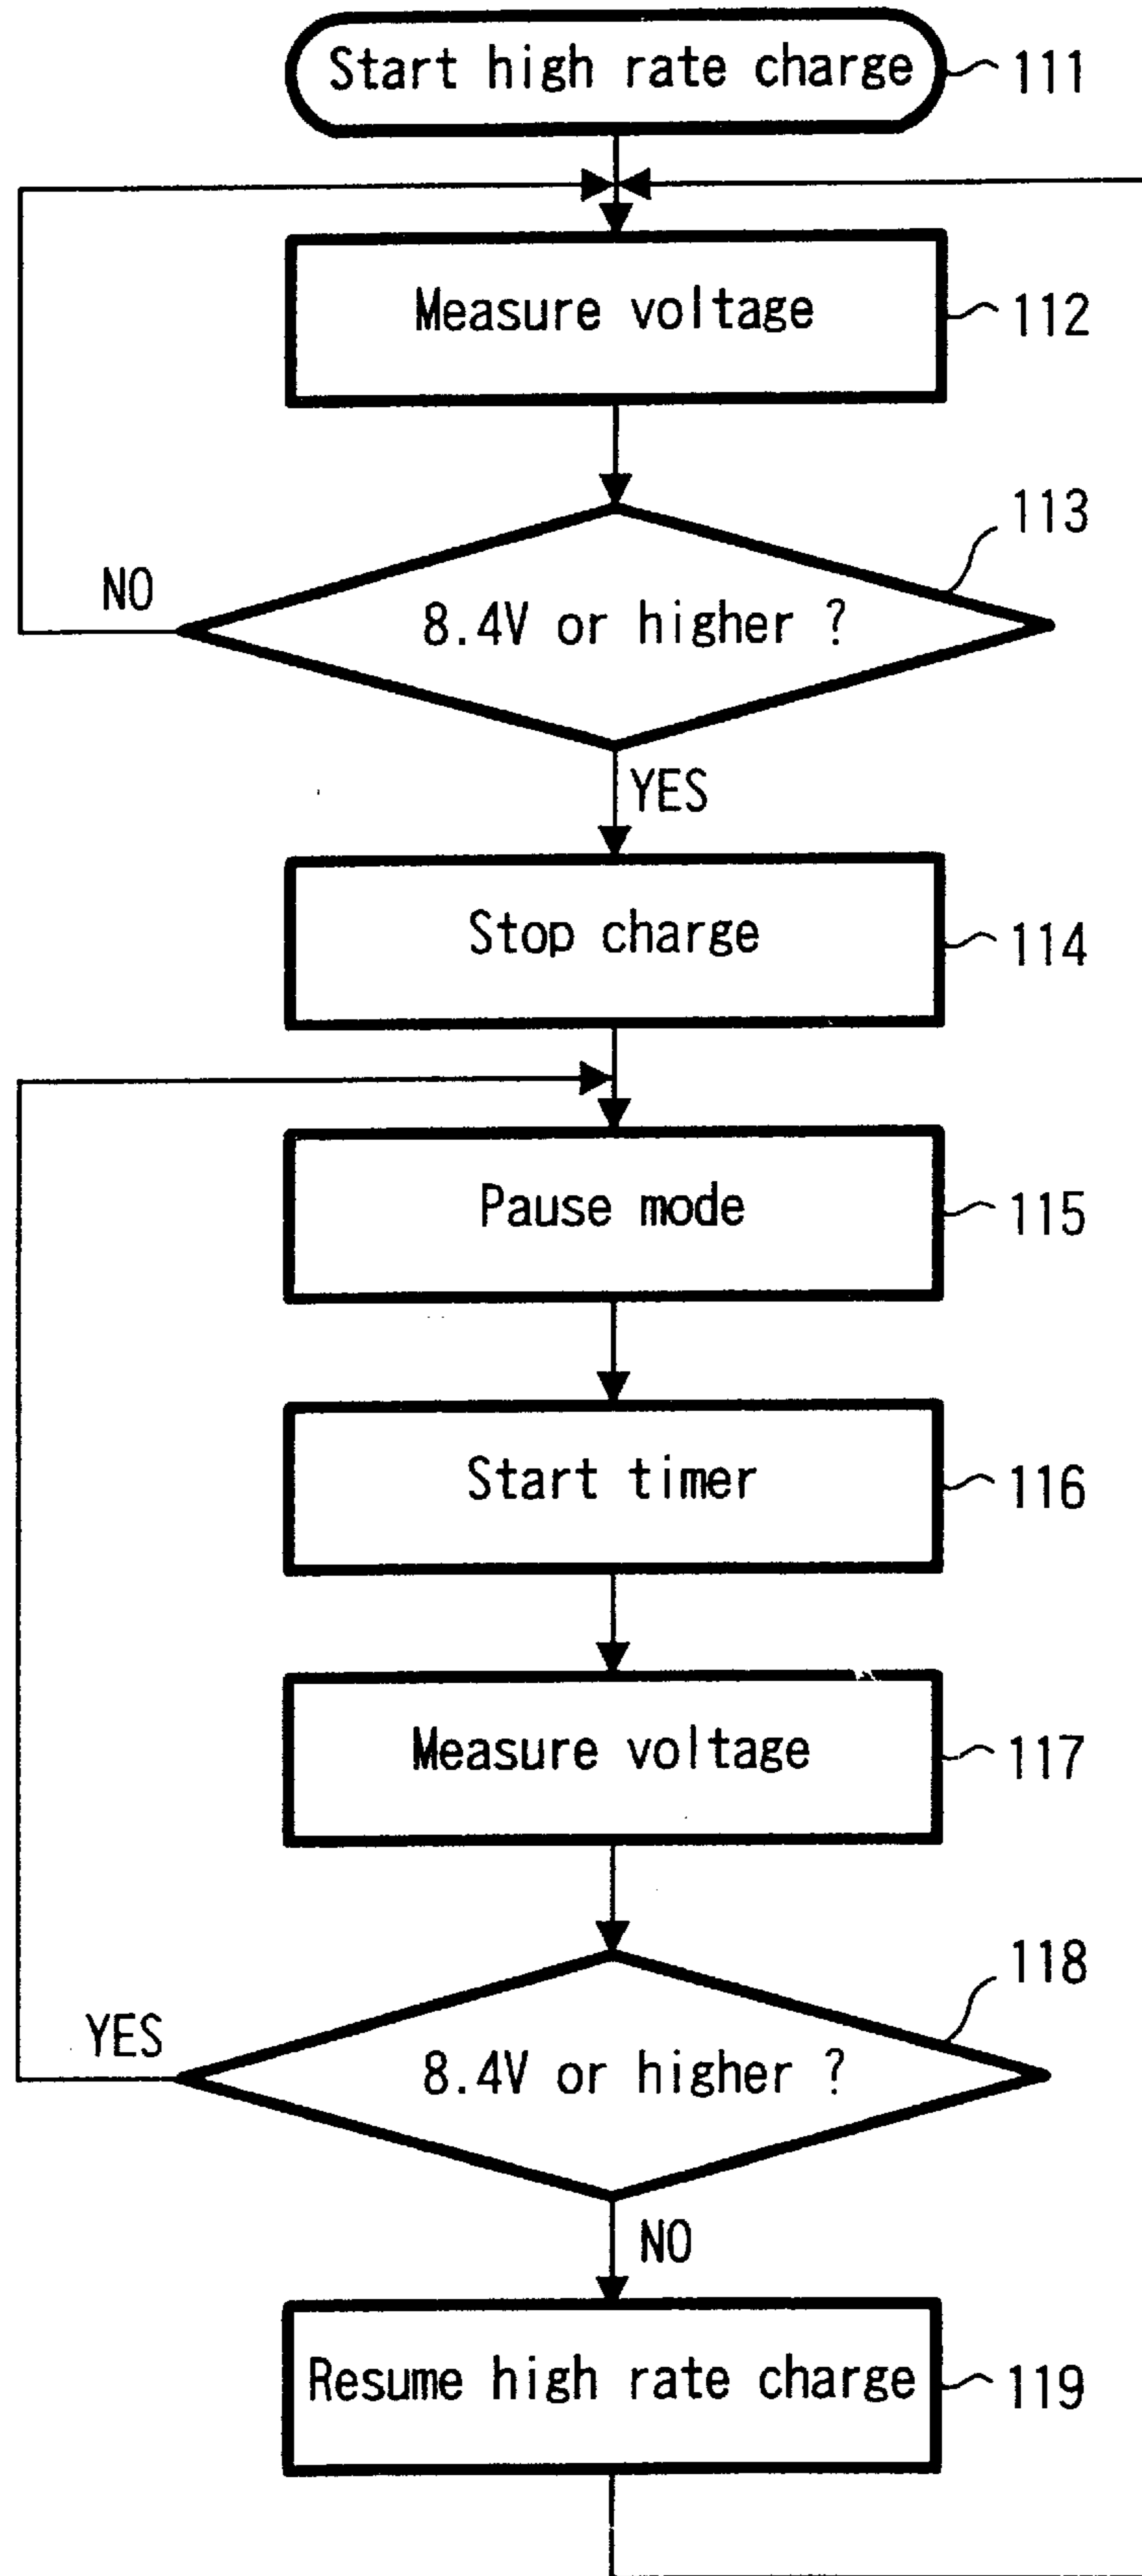 Start high rate charge
111
Measure voltage
112
113
8.4V or higher ?
NO
YES
Stop charge
114
Pause mode
115
Start timer
116
Measure voltage
117
118
8.4V or higher ?
YES
NO
Resume high rate charge
119